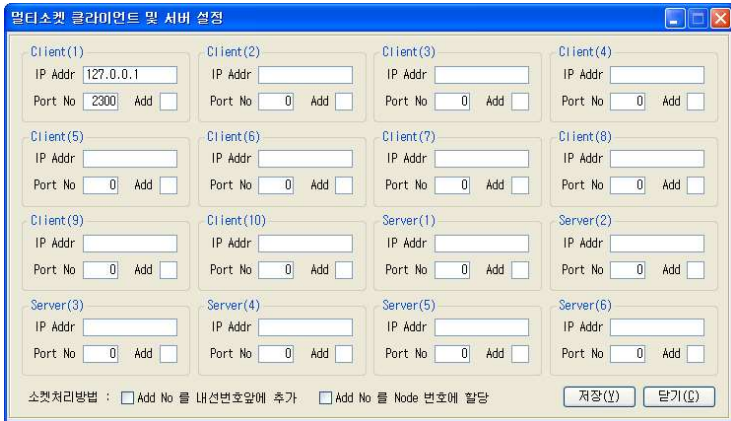 멀티소켓 클라이언트 및 서버 설정
Client(1) Client(2) Client(3) Client(4)
IP Addr 127.0.0.1 IP Addr IP Addr IP Addr
Port No 2300 Add Port No 0 Add Port No 0 Add Port No 0 Add
Client(5) Client(6) Client(7) Client(8)
IP Addr IP Addr IP Addr IP Addr
Port No 0 Add Port No 0 Add Port No 0 Add Port No 0 Add
Client(9) Client(10) Server(1) Server(2)
IP Addr IP Addr IP Addr IP Addr
Port No 0 Add Port No 0 Add Port No 0 Add Port No 0 Add
Server(3) Server(4) Server(5) Server(6)
IP Addr IP Addr IP Addr IP Addr
Port No 0 Add Port No 0 Add Port No 0 Add Port No 0 Add
소켓처리방법 : Add No 를 내선번호앞에 추가 Add No 를 Node 번호에 할당 저장(Y) 닫기(C)